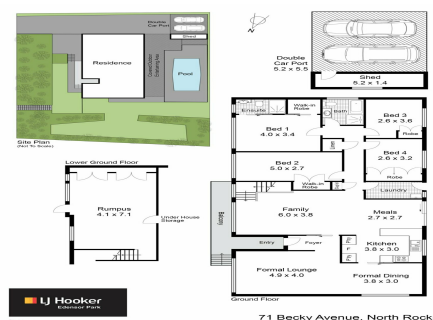 Double
Car Port
Shed
Residence
Covered Outdoor
Entertaining Area
Pool
Site Plan
(Not To Scale)
N
Double
Car Port
5.2 x 5.5
Shed
5.2 x 1.4
Ensuite
Walk-in
Robe
Bath
Bed 3
2.6 x 3.6
Robe
Bed 1
4.0 x 3.4
Linen
Bed 4
2.6 x 3.2
Robe
Bed 2
5.0 x 2.7
Walk-in
Robe
Laundry
Lower Ground Floor
Rumpus
4.1 x 7.1
Under House
Storage
Balcony
Family
6.0 x 3.8
Meals
2.7 x 2.7
Entry
Foyer
F
Kitchen
3.8 x 3.0
Formal Lounge
4.9 x 4.0
Formal Dining
3.8 x 3.0
Ground Floor
LJ Hooker
Edensor Park
71 Becky Avenue, North Rock